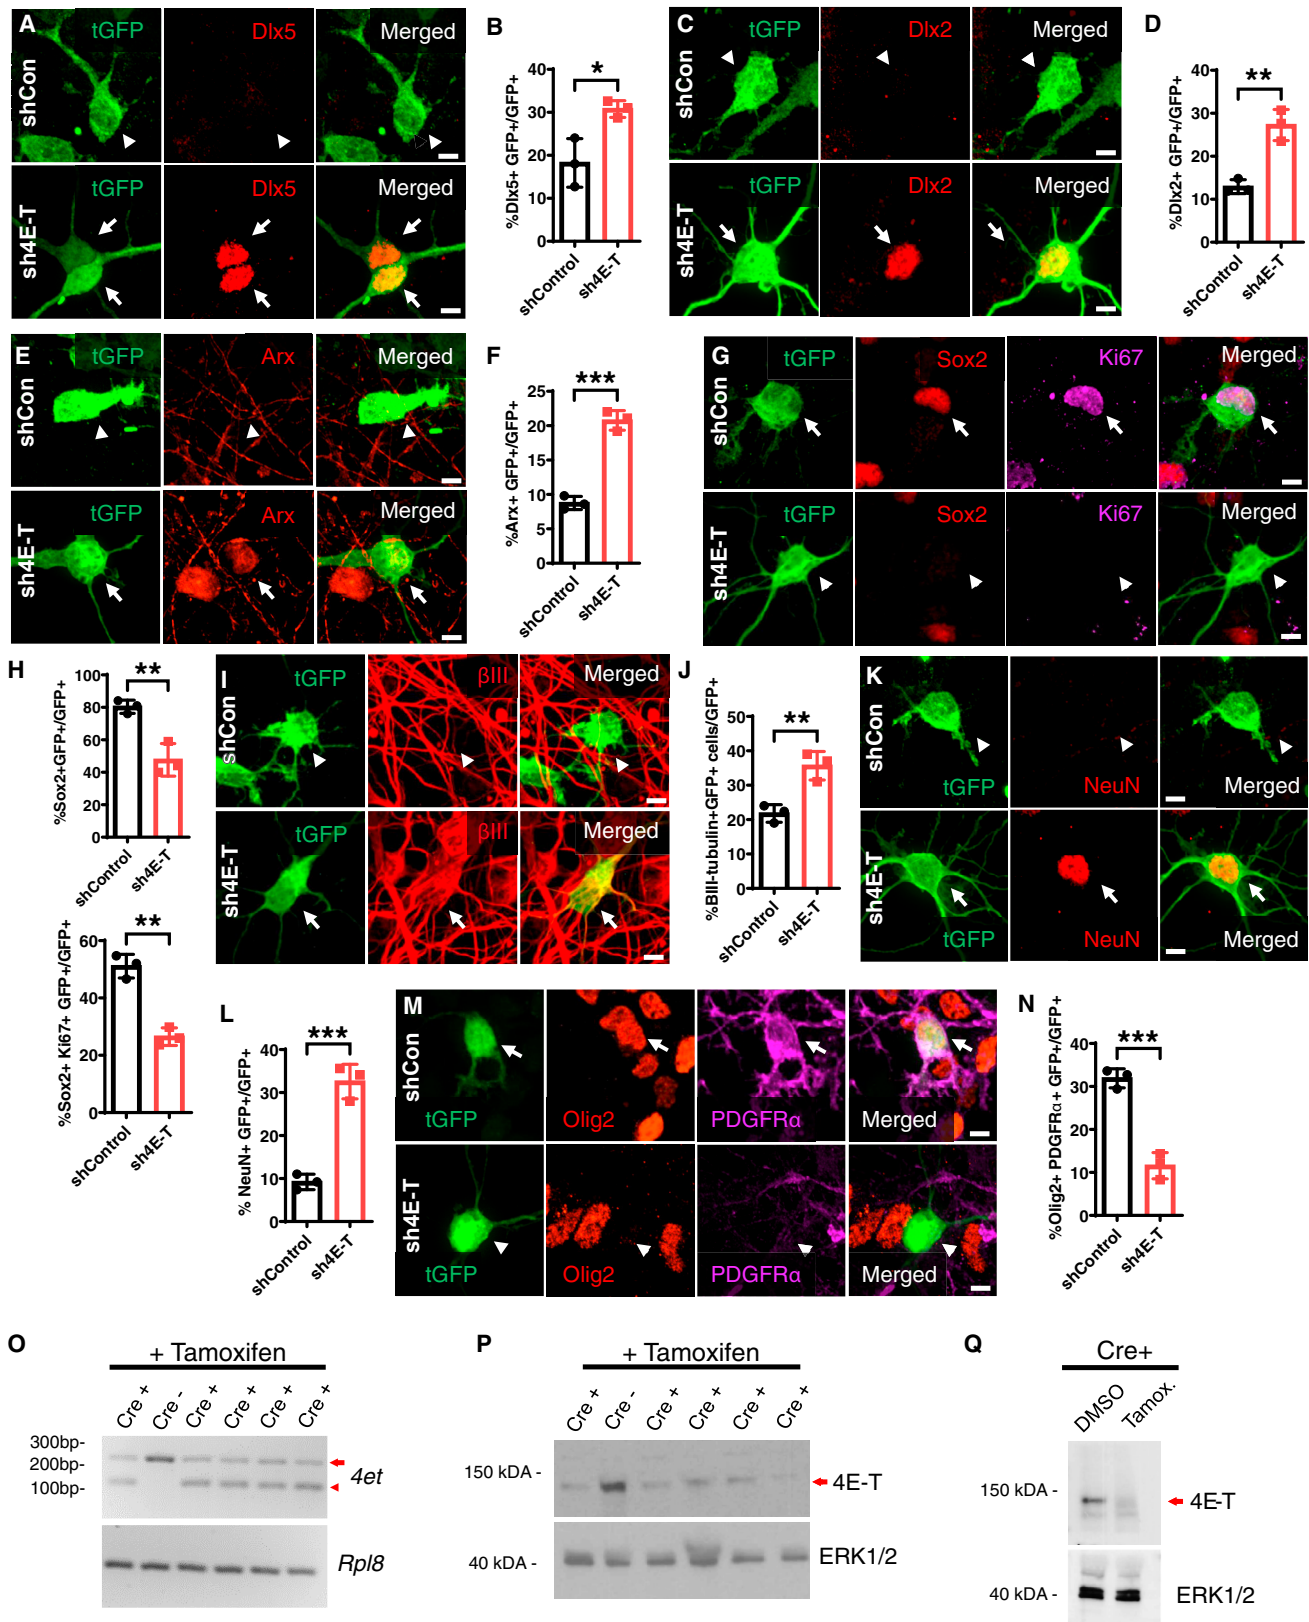 A
tGFP
Dlx5
Merged
shCon
tGFP
Dlx5
Merged
sh4E-T
B
%Dlx5+ GFP+/GFP+
40
30
20
10
0
*
shControl
sh4E-T
C
tGFP
Dlx2
Merged
shCon
tGFP
Dlx2
Merged
sh4E-T
D
%Dlx2+ GFP+/GFP+
40
30
20
10
0
**
shControl
sh4E-T
E
tGFP
Arx
Merged
shCon
tGFP
Arx
Merged
sh4E-T
F
%Arx+ GFP+/GFP+
25
20
15
10
5
0
***
shControl
sh4E-T
G
tGFP
Sox2
Ki67
Merged
shCon
tGFP
Sox2
Ki67
Merged
sh4E-T
H
%Sox2+GFP+/GFP+
100
80
60
40
20
0
**
shControl
sh4E-T
%Sox2+ Ki67+ GFP+/GFP+
60
40
20
0
**
shControl
sh4E-T
I
tGFP
βIII
Merged
shCon
tGFP
βIII
Merged
sh4E-T
J
%BIII-tubulin+GFP+ cells/GFP+
50
40
30
20
10
0
**
shControl
sh4E-T
K
shCon
tGFP
NeuN
Merged
sh4E-T
tGFP
NeuN
Merged
L
% NeuN+ GFP+/GFP+
40
30
20
10
0
***
shControl
sh4E-T
M
shCon
tGFP
Olig2
PDGFRα
Merged
sh4E-T
tGFP
Olig2
PDGFRα
Merged
N
%Olig2+ PDGFRα+ GFP+/GFP+
40
30
20
10
0
***
shControl
sh4E-T
O
+ Tamoxifen
Cre + Cre - Cre + Cre + Cre + Cre +
300bp-
200bp-
100bp-
4et
Rpl8
P
+ Tamoxifen
Cre + Cre - Cre + Cre + Cre + Cre +
150 kDA -
4E-T
40 kDA -
ERK1/2
Q
Cre+
DMSO Tamox.
150 kDA -
4E-T
40 kDA -
ERK1/2